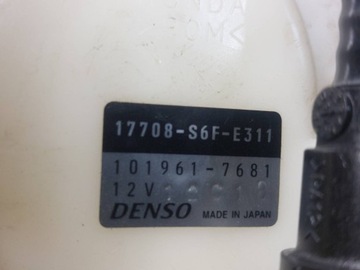 17708-S6F-E311
101961-7681
12V
DENSO MADE IN JAPAN